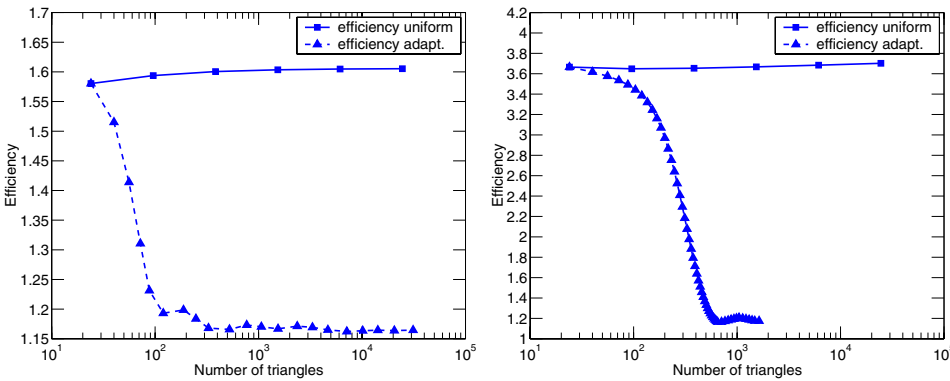 1.7
1.65
1.6
1.55
1.5
1.45
1.4
1.35
1.3
1.25
1.2
1.15
Efficiency
10^1 10^2 10^3 10^4 10^5
Number of triangles
efficiency uniform
efficiency adapt.
4.2
4
3.8
3.6
3.4
3.2
3
2.8
2.6
2.4
2.2
2
1.8
1.6
1.4
1.2
1
Efficiency
10^1 10^2 10^3 10^4 10
Number of triangles
efficiency uniform
efficiency adapt.